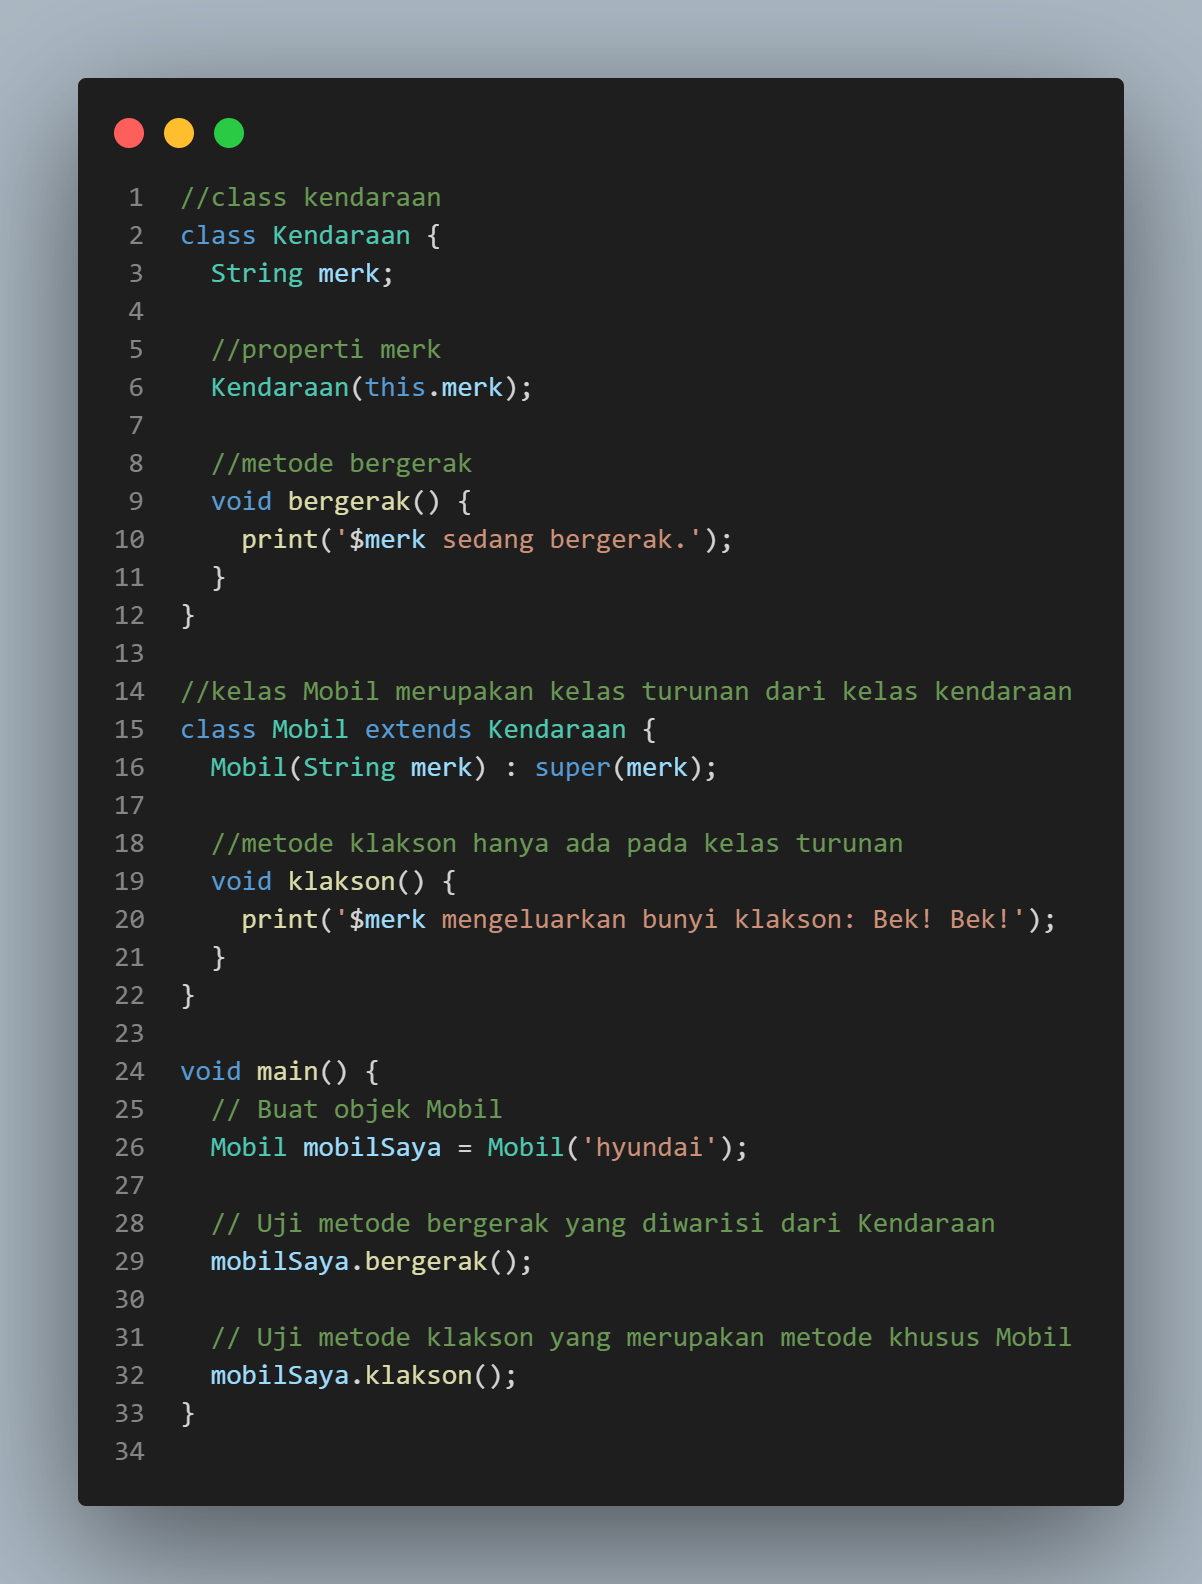 1 //class kendaraan
2 class Kendaraan {
3   String merk;
4
5   //properti merk
6   Kendaraan(this.merk);
7
8   //metode bergerak
9   void bergerak() {
10     print('$merk sedang bergerak.');
11   }
12 }
13
14 //kelas Mobil merupakan kelas turunan dari kelas kendaraan
15 class Mobil extends Kendaraan {
16   Mobil(String merk) : super(merk);
17
18   //metode klakson hanya ada pada kelas turunan
19   void klakson() {
20     print('$merk mengeluarkan bunyi klakson: Bek! Bek!');
21   }
22 }
23
24 void main() {
25   // Buat objek Mobil
26   Mobil mobilSaya = Mobil('hyundai');
27
28   // Uji metode bergerak yang diwarisi dari Kendaraan
29   mobilSaya.bergerak();
30
31   // Uji metode klakson yang merupakan metode khusus Mobil
32   mobilSaya.klakson();
33 }
34